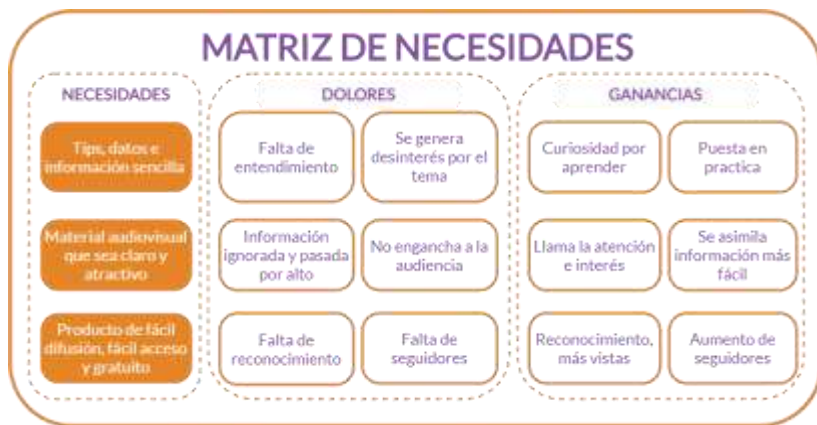 MATRIZ DE NECESIDADES
NECESIDADES
DOLORES
GANANCIAS
Tips, datos e
información sencilla
Falta de
entendimiento
Se genera
desinterés por el
tema
Curiosidad por
aprender
Puesta en
practica
Material audiovisual
que sea claro y
atractivo
Información
ignorada y pasada
por alto
No engancha a la
audiencia
Llama la atención
e interés
Se asimila
información más
fácil
Producto de fácil
difusión, fácil acceso
y gratuito
Falta de
reconocimiento
Falta de
seguidores
Reconocimiento,
más vistas
Aumento de
seguidores